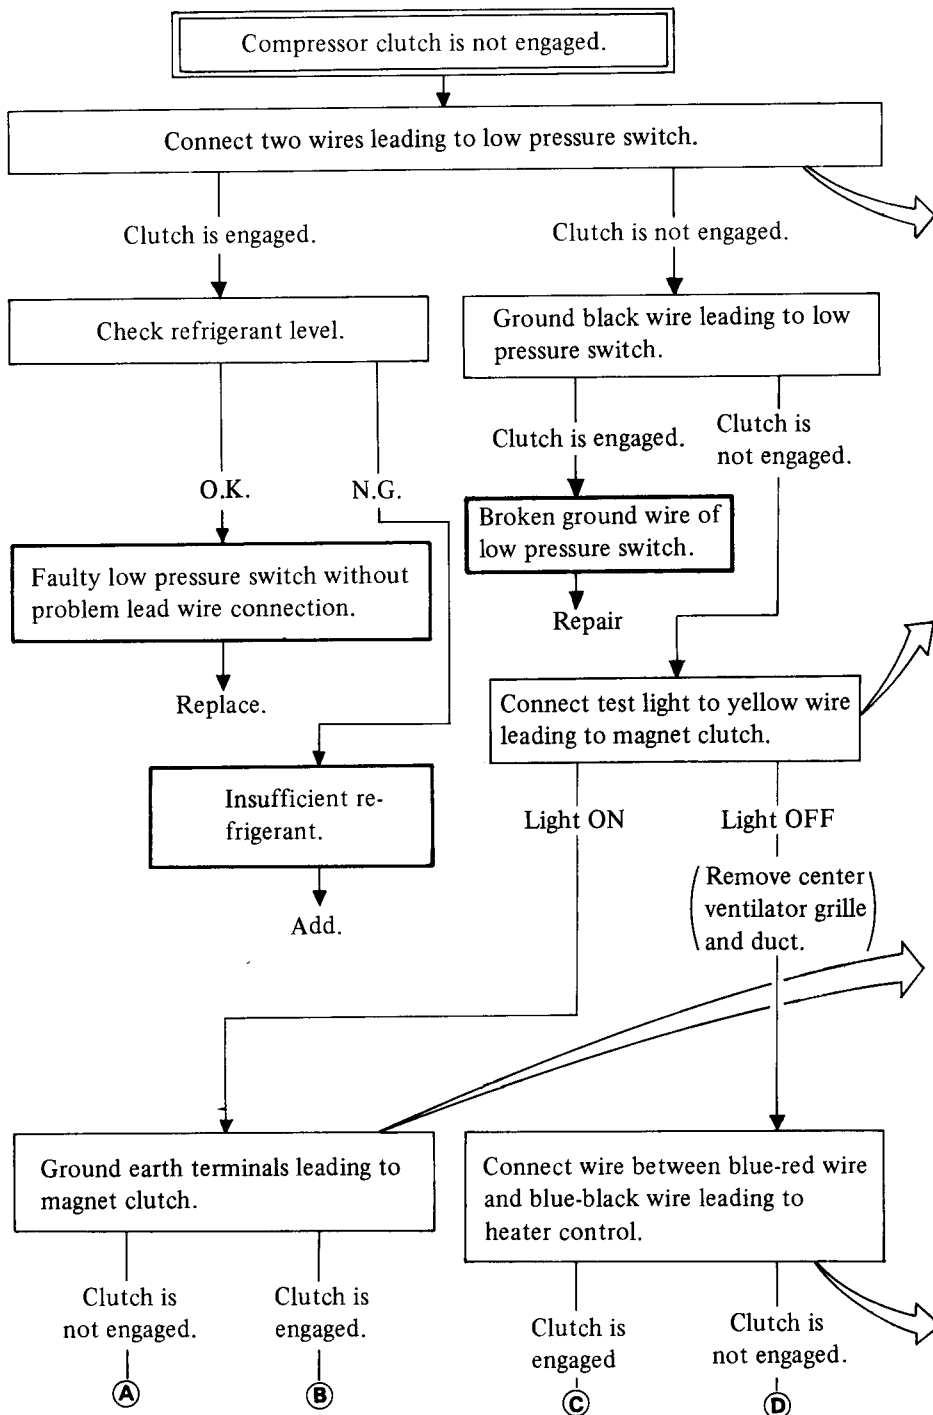 Compressor clutch is not engaged.
Connect two wires leading to low pressure switch.
Clutch is engaged.
Clutch is not engaged.
Check refrigerant level.
Ground black wire leading to low
pressure switch.
Clutch is engaged.
Clutch is
not engaged.
O.K.
N.G.
Broken ground wire of
low pressure switch.
Faulty low pressure switch without
problem lead wire connection.
Repair
Replace.
Connect test light to yellow wire
leading to magnet clutch.
Insufficient re-
frigerant.
Light ON
Light OFF
Add.
(Remove center
ventilator grille
and duct.)
Ground earth terminals leading to
magnet clutch.
Connect wire between blue-red wire
and blue-black wire leading to
heater control.
Clutch is
not engaged.
Clutch is
engaged.
Clutch is
engaged
Clutch is
not engaged.
A
B
C
D